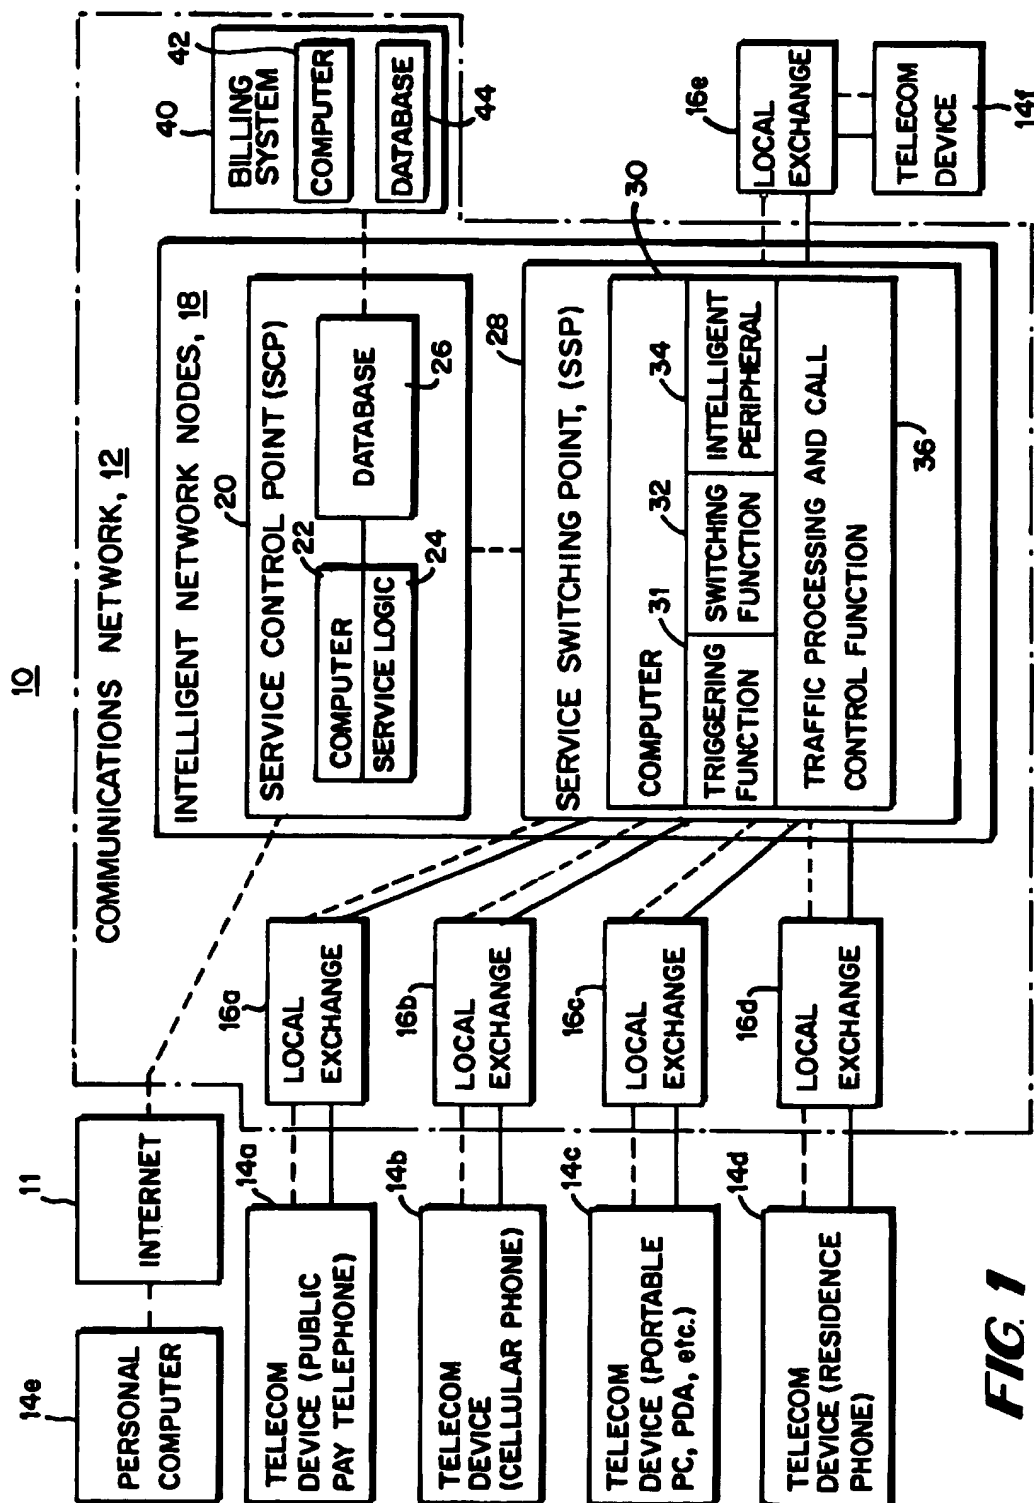 10
COMMUNICATIONS NETWORK, 12
INTELLIGENT NETWORK NODES, 18
20
SERVICE CONTROL POINT (SCP)
22
COMPUTER
SERVICE LOGIC
24
DATABASE
26
40
42
BILLING
SYSTEM
COMPUTER
DATABASE
44
28
SERVICE SWITCHING POINT, (SSP)
30
COMPUTER
31
TRIGGERING
FUNCTION
32
SWITCHING
FUNCTION
34
INTELLIGENT
PERIPHERAL
TRAFFIC PROCESSING AND CALL
CONTROL FUNCTION
36
16e
LOCAL
EXCHANGE
TELECOM
DEVICE
14f
16a
LOCAL
EXCHANGE
16b
LOCAL
EXCHANGE
16c
LOCAL
EXCHANGE
16d
LOCAL
EXCHANGE
11
INTERNET
14e
PERSONAL
COMPUTER
14a
TELECOM
DEVICE (PUBLIC
PAY TELEPHONE)
14b
TELECOM
DEVICE
(CELLULAR PHONE)
14c
TELECOM
DEVICE (PORTABLE
PC, PDA, etc.)
14d
TELECOM
DEVICE (RESIDENCE
PHONE)
FIG. 1